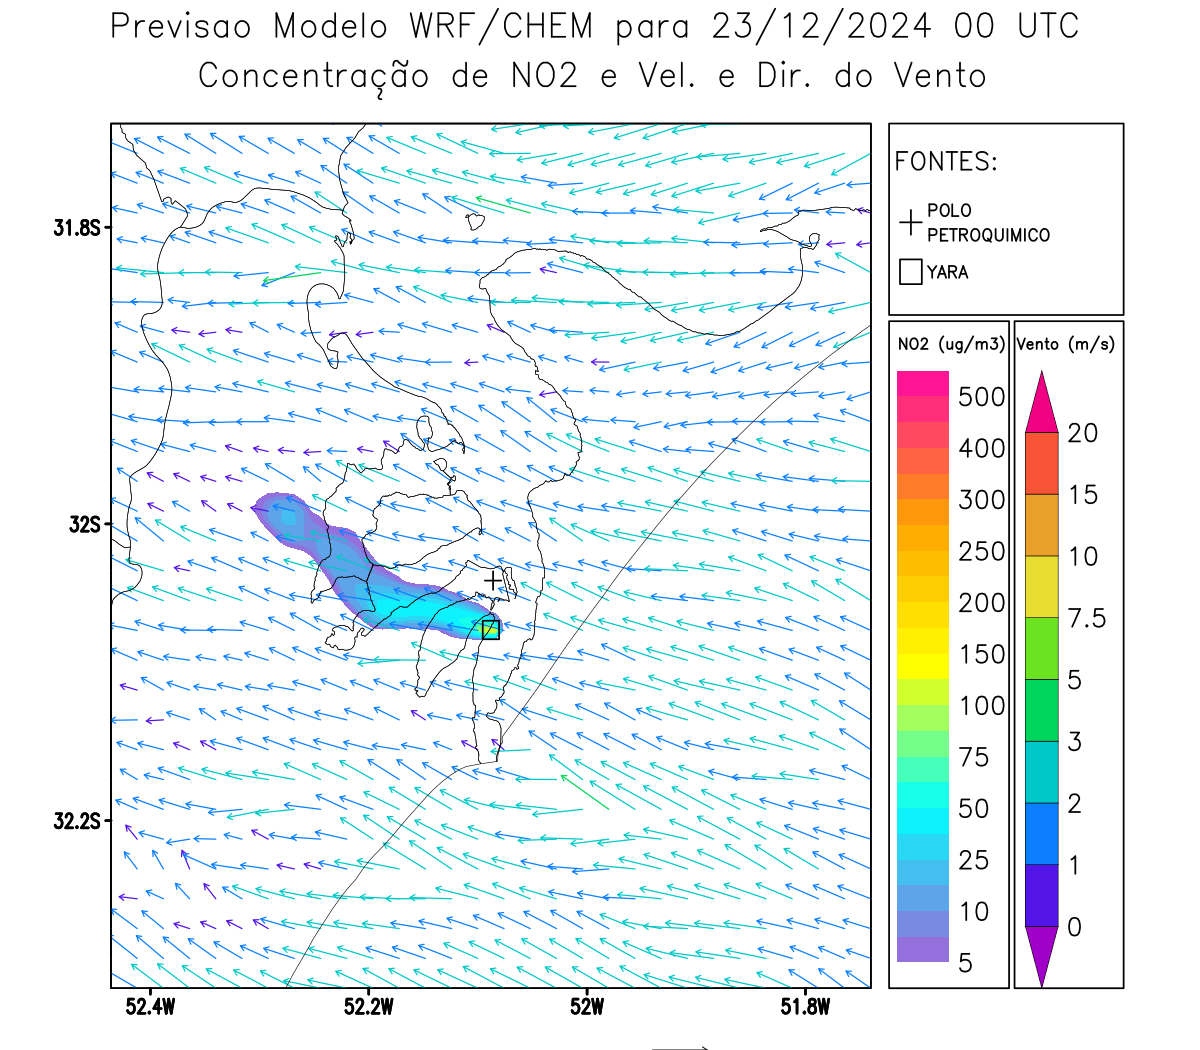 Previsao Modelo WRF/CHEM para 23/12/2024 00 UTC
Concentração de NO2 e Vel. e Dir. do Vento
FONTES:
POLO
PETROQUIMICO
YARA
NO2 (ug/m3)
500
400
300
250
200
150
100
75
50
25
10
5
Vento (m/s)
20
15
10
7.5
5
3
2
1
0
31.8S
32S
32.2S
52.4W
52.2W
52W
51.8W